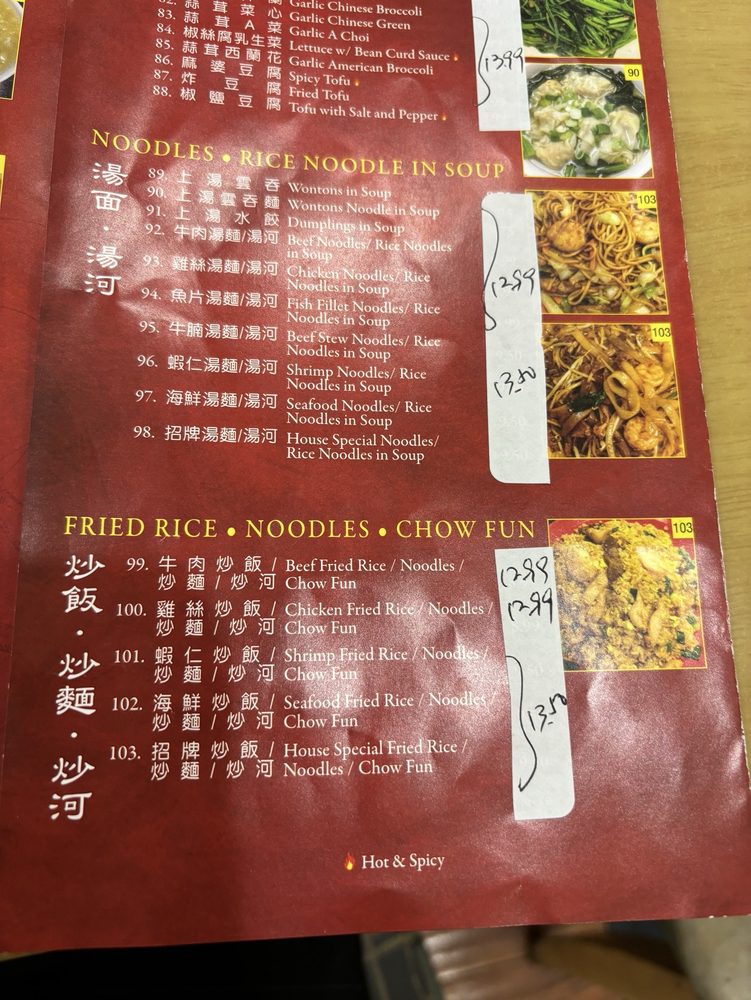 82. 蒜茸 蘭 Garlic Chinese Broccoli
83. 蒜茸菜心 Garlic Chinese Green
84. 蒜茸A菜 Garlic A Choi
85. 椒絲腐乳生菜 Lettuce w/ Bean Curd Sauce
86. 蒜茸西蘭花 Garlic American Broccoli
87. 麻婆豆腐 Spicy Tofu
88. 炸豆腐 Fried Tofu
椒鹽豆腐 Tofu with Salt and Pepper
13.99
90
NOODLES • RICE NOODLE IN SOUP
湯面·湯河
89. 上湯雲吞 Wontons in Soup
90. 上湯雲吞麵 Wontons Noodle in Soup
91. 上湯水餃 Dumplings in Soup
92. 牛肉湯麵/湯河 Beef Noodles/ Rice Noodles
in Soup
93. 雞絲湯麵/湯河 Chicken Noodles/ Rice
Noodles in Soup
94. 魚片湯麵/湯河 Fish Fillet Noodles/ Rice
Noodles in Soup
95. 牛腩湯麵/湯河 Beef Stew Noodles/ Rice
Noodles in Soup
96. 蝦仁湯麵/湯河 Shrimp Noodles/ Rice
Noodles in Soup
97. 海鮮湯麵/湯河 Seafood Noodles/ Rice
Noodles in Soup
98. 招牌湯麵/湯河 House Special Noodles/
Rice Noodles in Soup
12.99
13.50
103
103
FRIED RICE • NOODLES • CHOW FUN
炒飯·炒麵·炒河
99. 牛肉炒飯 / Beef Fried Rice / Noodles /
炒麵 / 炒河 Chow Fun
100. 雞絲炒飯 / Chicken Fried Rice / Noodles /
炒麵 / 炒河 Chow Fun
101. 蝦仁炒飯 / Shrimp Fried Rice / Noodles /
炒麵 / 炒河 Chow Fun
102. 海鮮炒飯 / Seafood Fried Rice / Noodles /
炒麵 / 炒河 Chow Fun
103. 招牌炒飯 / House Special Fried Rice /
炒麵 / 炒河 Noodles / Chow Fun
12.99
12.99
13.50
103
Hot & Spicy